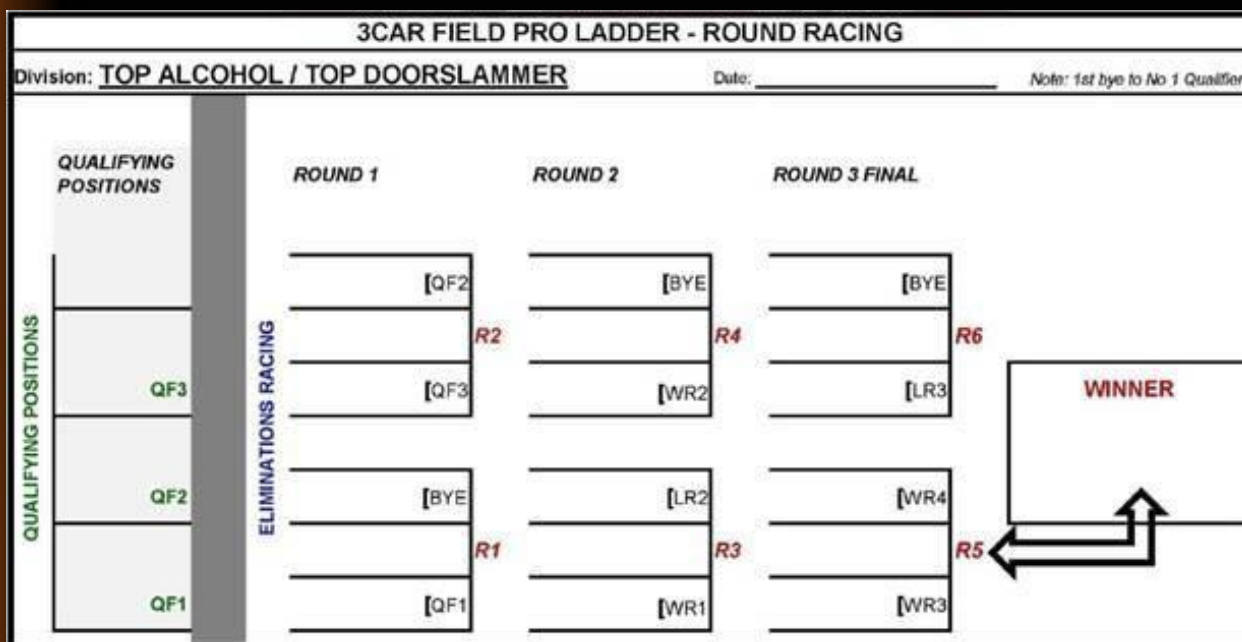 3CAR FIELD PRO LADDER - ROUND RACING
Division: TOP ALCOHOL / TOP DOORSLAMMER Date: Note: 1st bye to No 1 Qualifier
QUALIFYING
POSITIONS
ROUND 1 ROUND 2 ROUND 3 FINAL
QUALIFYING POSITIONS
ELIMINATIONS RACING
[QF2 [BYE [BYE
R2 R4 R6
QF3 [QF3 [WR2 [LR3 WINNER
QF2 [BYE [LR2 [WR4
R1 R3 R5
QF1 [QF1 [WR1 [WR3